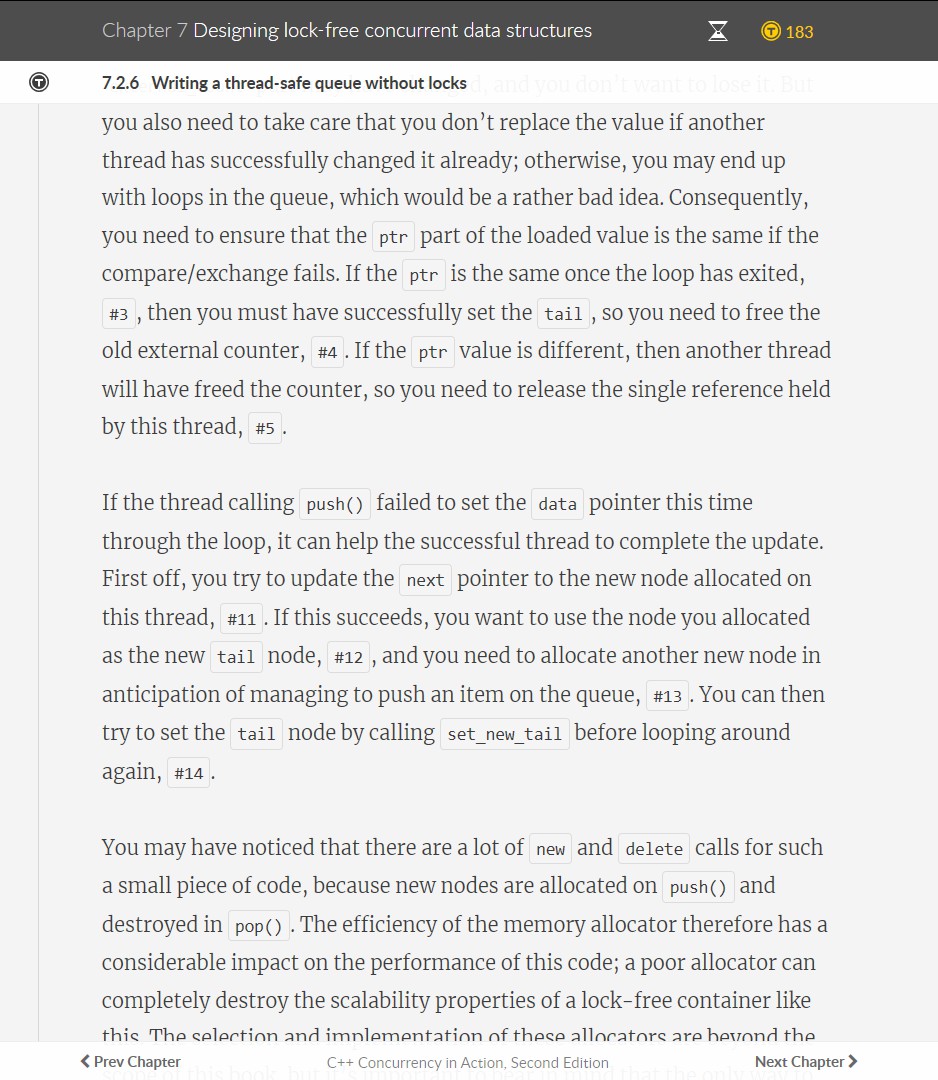 Chapter 7 Designing lock-free concurrent data structures
183
7.2.6 Writing a thread-safe queue without locks
d, and you don’t want to lose it. But
you also need to take care that you don’t replace the value if another
thread has successfully changed it already; otherwise, you may end up
with loops in the queue, which would be a rather bad idea. Consequently,
you need to ensure that the ptr part of the loaded value is the same if the
compare/exchange fails. If the ptr is the same once the loop has exited,
#3 , then you must have successfully set the tail , so you need to free the
old external counter, #4 . If the ptr value is different, then another thread
will have freed the counter, so you need to release the single reference held
by this thread, #5 .
If the thread calling push() failed to set the data pointer this time
through the loop, it can help the successful thread to complete the update.
First off, you try to update the next pointer to the new node allocated on
this thread, #11 . If this succeeds, you want to use the node you allocated
as the new tail node, #12 , and you need to allocate another new node in
anticipation of managing to push an item on the queue, #13 . You can then
try to set the tail node by calling set_new_tail before looping around
again, #14 .
You may have noticed that there are a lot of new and delete calls for such
a small piece of code, because new nodes are allocated on push() and
destroyed in pop() . The efficiency of the memory allocator therefore has a
considerable impact on the performance of this code; a poor allocator can
completely destroy the scalability properties of a lock-free container like
this. The selection and implementation of these allocators are beyond the
Prev Chapter
C++ Concurrency in Action, Second Edition
Next Chapter
scope of this book, but it’s important to bear in mind that the only way to